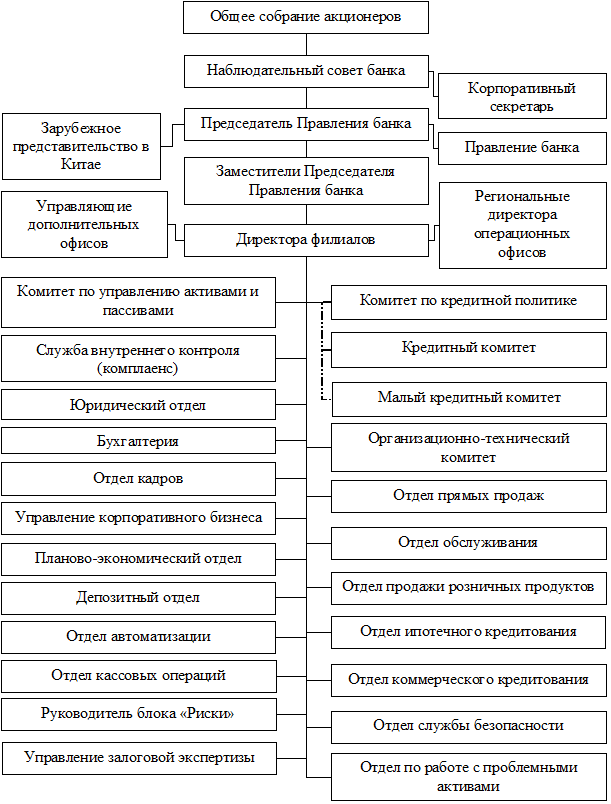 Общее собрание акционеров
Наблюдательный совет банка
Корпоративный
секретарь
Зарубежное
представительство в
Китае
Председатель Правления банка
Правление банка
Заместители Председателя
Правления банка
Управляющие
дополнительных
офисов
Директора филиалов
Региональные
директора
операционных
офисов
Комитет по управлению активами и
пассивами
Служба внутреннего контроля
(комплаенс)
Юридический отдел
Бухгалтерия
Отдел кадров
Управление корпоративного бизнеса
Планово-экономический отдел
Депозитный отдел
Отдел автоматизации
Отдел кассовых операций
Руководитель блока «Риски»
Управление залоговой экспертизы
Комитет по кредитной политике
Кредитный комитет
Малый кредитный комитет
Организационно-технический
комитет
Отдел прямых продаж
Отдел обслуживания
Отдел продажи розничных продуктов
Отдел ипотечного кредитования
Отдел коммерческого кредитования
Отдел службы безопасности
Отдел по работе с проблемными
активами